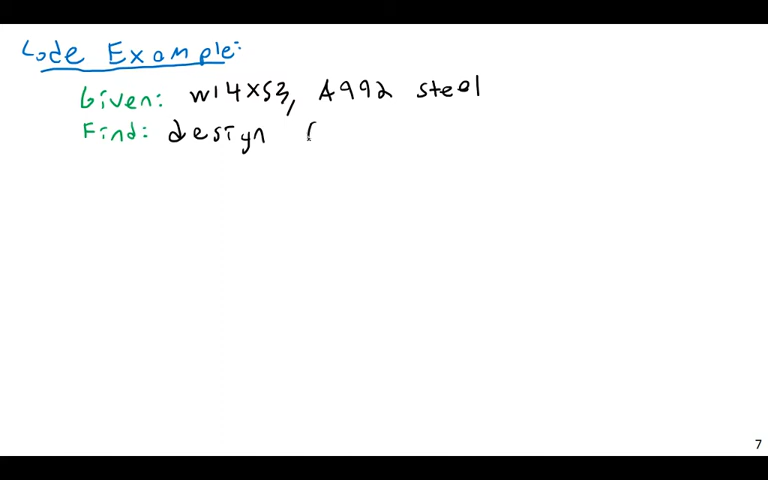 Code Example:
Given: W14x53, A992 steel
Find: design
7